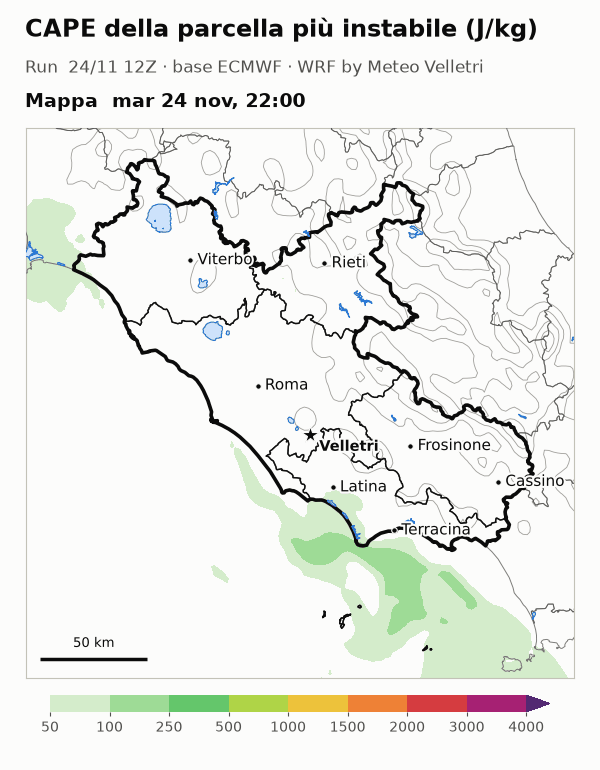 CAPE della parcella più instabile (J/kg)
Run 24/11 12Z · base ECMWF · WRF by Meteo Velletri
Mappa mar 24 nov, 22:00
Viterbo
Rieti
Roma
Velletri
Frosinone
Latina
Cassino
Terracina
50 km
50 100 250 500 1000 1500 2000 3000 4000